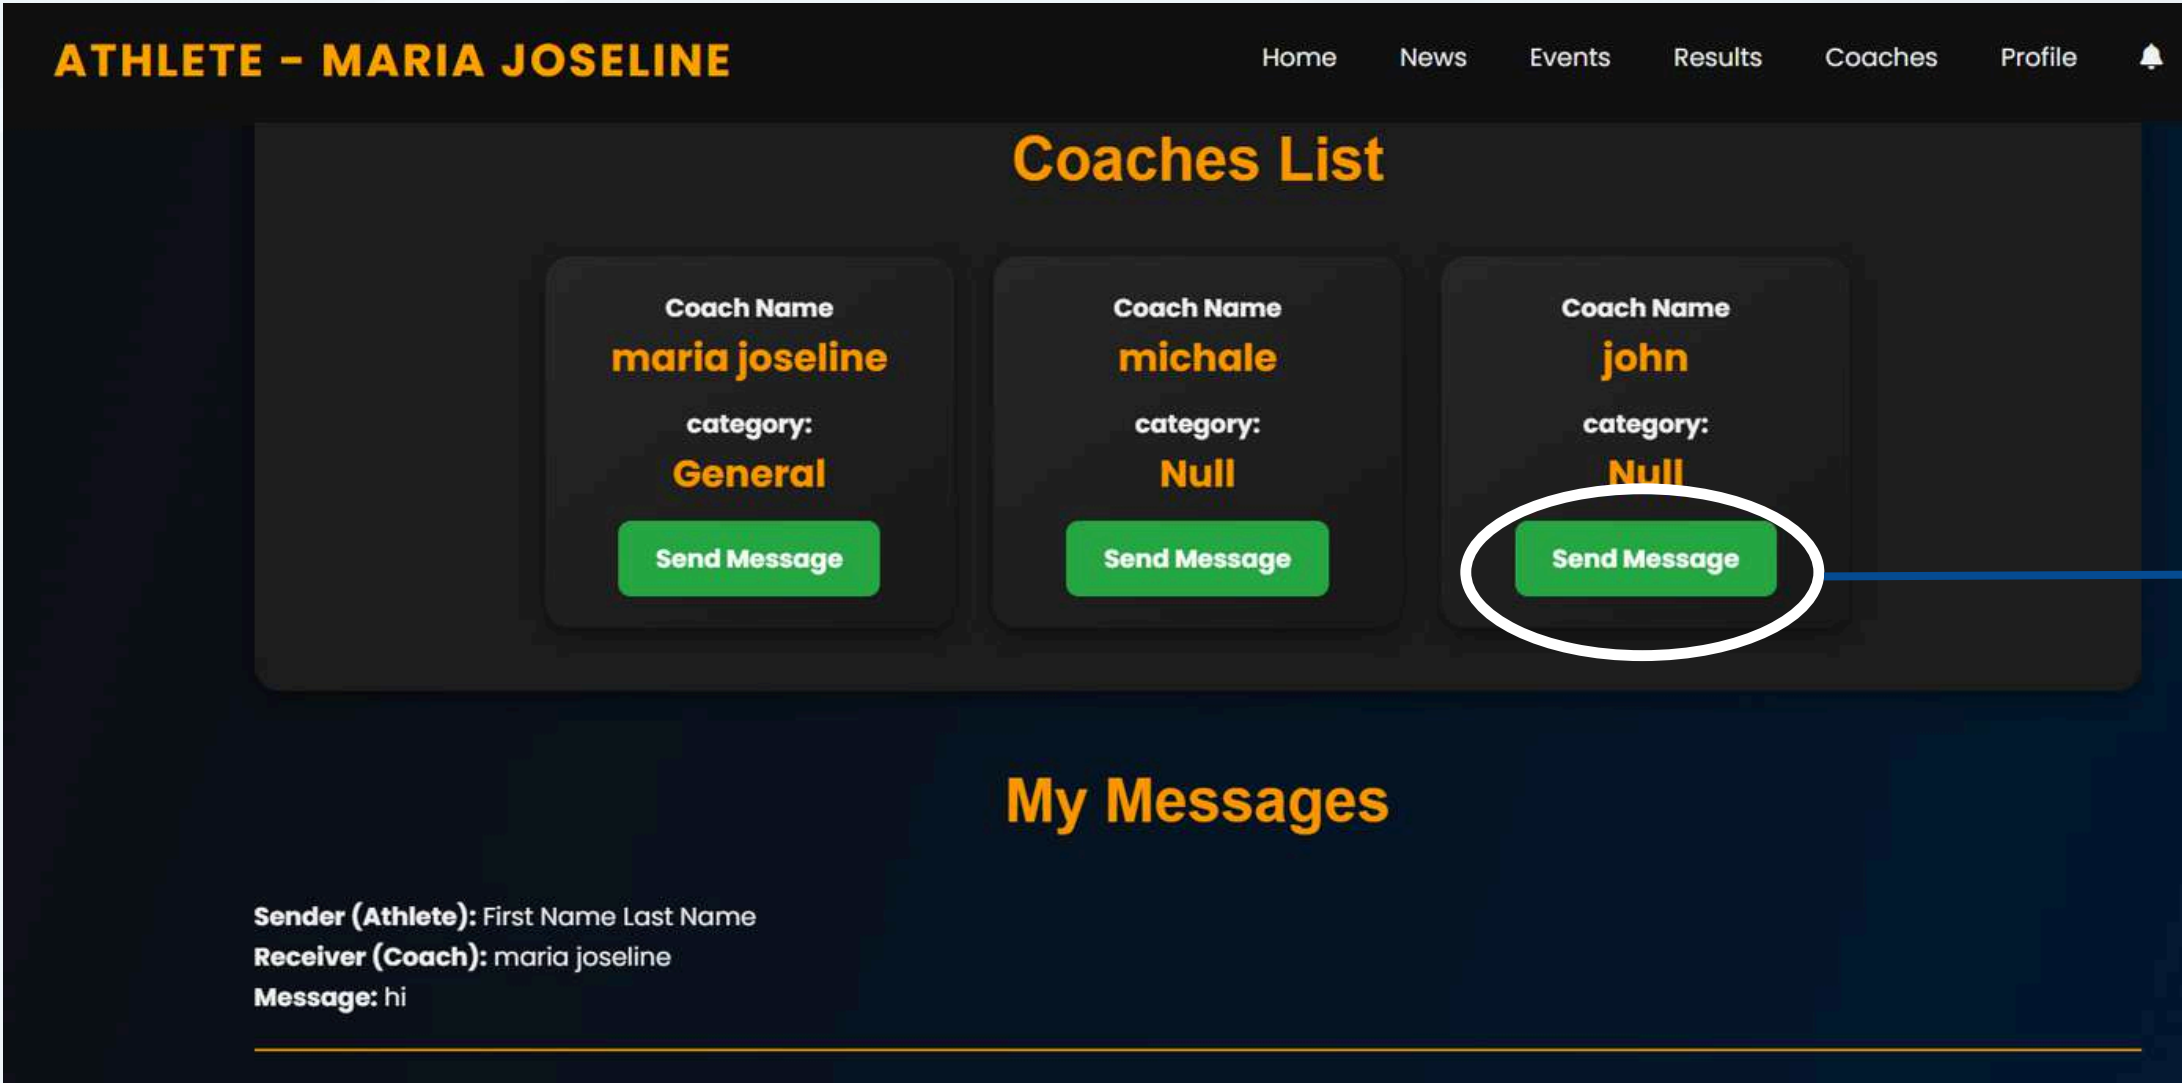 ATHLETE - MARIA JOSELINE
Home News Events Results Coaches Profile
Coaches List
Coach Name
maria joseline
category:
General
Send Message
Coach Name
michale
category:
Null
Send Message
Coach Name
john
category:
Null
Send Message
My Messages
Sender (Athlete): First Name Last Name
Receiver (Coach): maria joseline
Message: hi